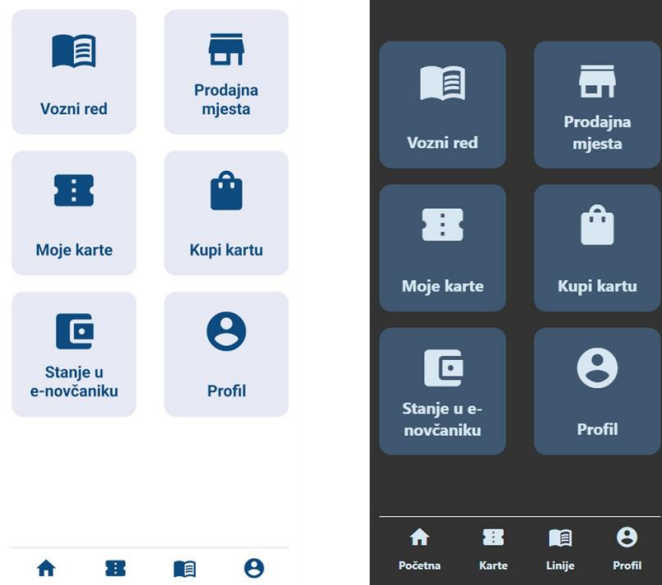 Vozni red
Prodajna
mjesta
Moje karte
Kupi kartu
Stanje u
e-novčaniku
Profil
Vozni red
Prodajna
mjesta
Moje karte
Kupi kartu
Stanje u e-
novčaniku
Profil
Početna
Karte
Linije
Profil